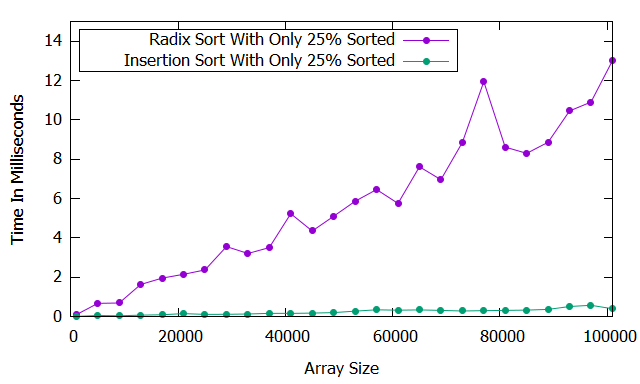 Radix Sort With Only 25% Sorted
Insertion Sort With Only 25% Sorted
14
12
10
8
6
4
2
0
Time In Milliseconds
0 20000 40000 60000 80000 100000
Array Size